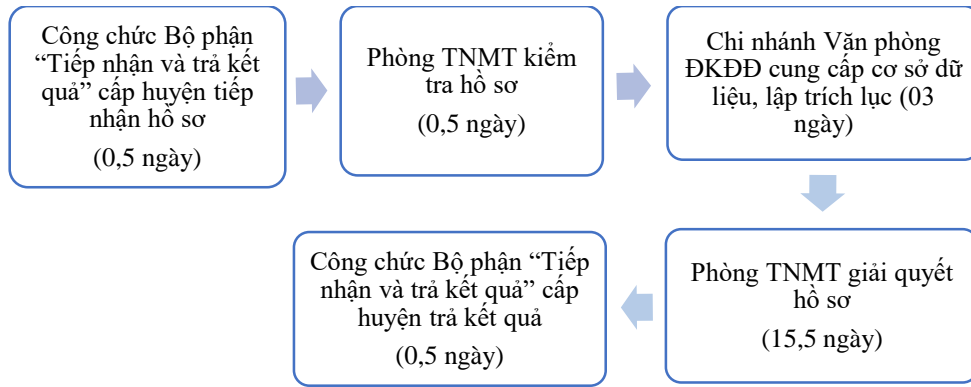 Công chức Bộ phận
“Tiếp nhận và trả kết
quả” cấp huyện tiếp
nhận hồ sơ
(0,5 ngày)
Phòng TNMT kiểm
tra hồ sơ
(0,5 ngày)
Chi nhánh Văn phòng
ĐKĐĐ cung cấp cơ sở dữ
liệu, lập trích lục (03
ngày)
Phòng TNMT giải quyết
hồ sơ
(15,5 ngày)
Công chức Bộ phận “Tiếp
nhận và trả kết quả” cấp
huyện trả kết quả
(0,5 ngày)